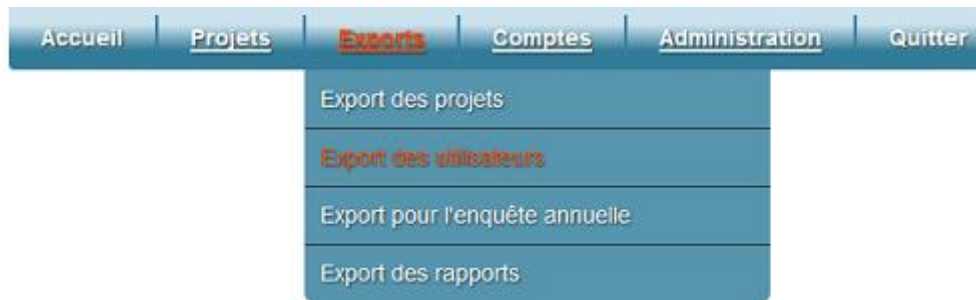 Accueil Projets Exports Comptes Administration Quitter
Export des projets
Export des utilisateurs
Export pour l'enquête annuelle
Export des rapports